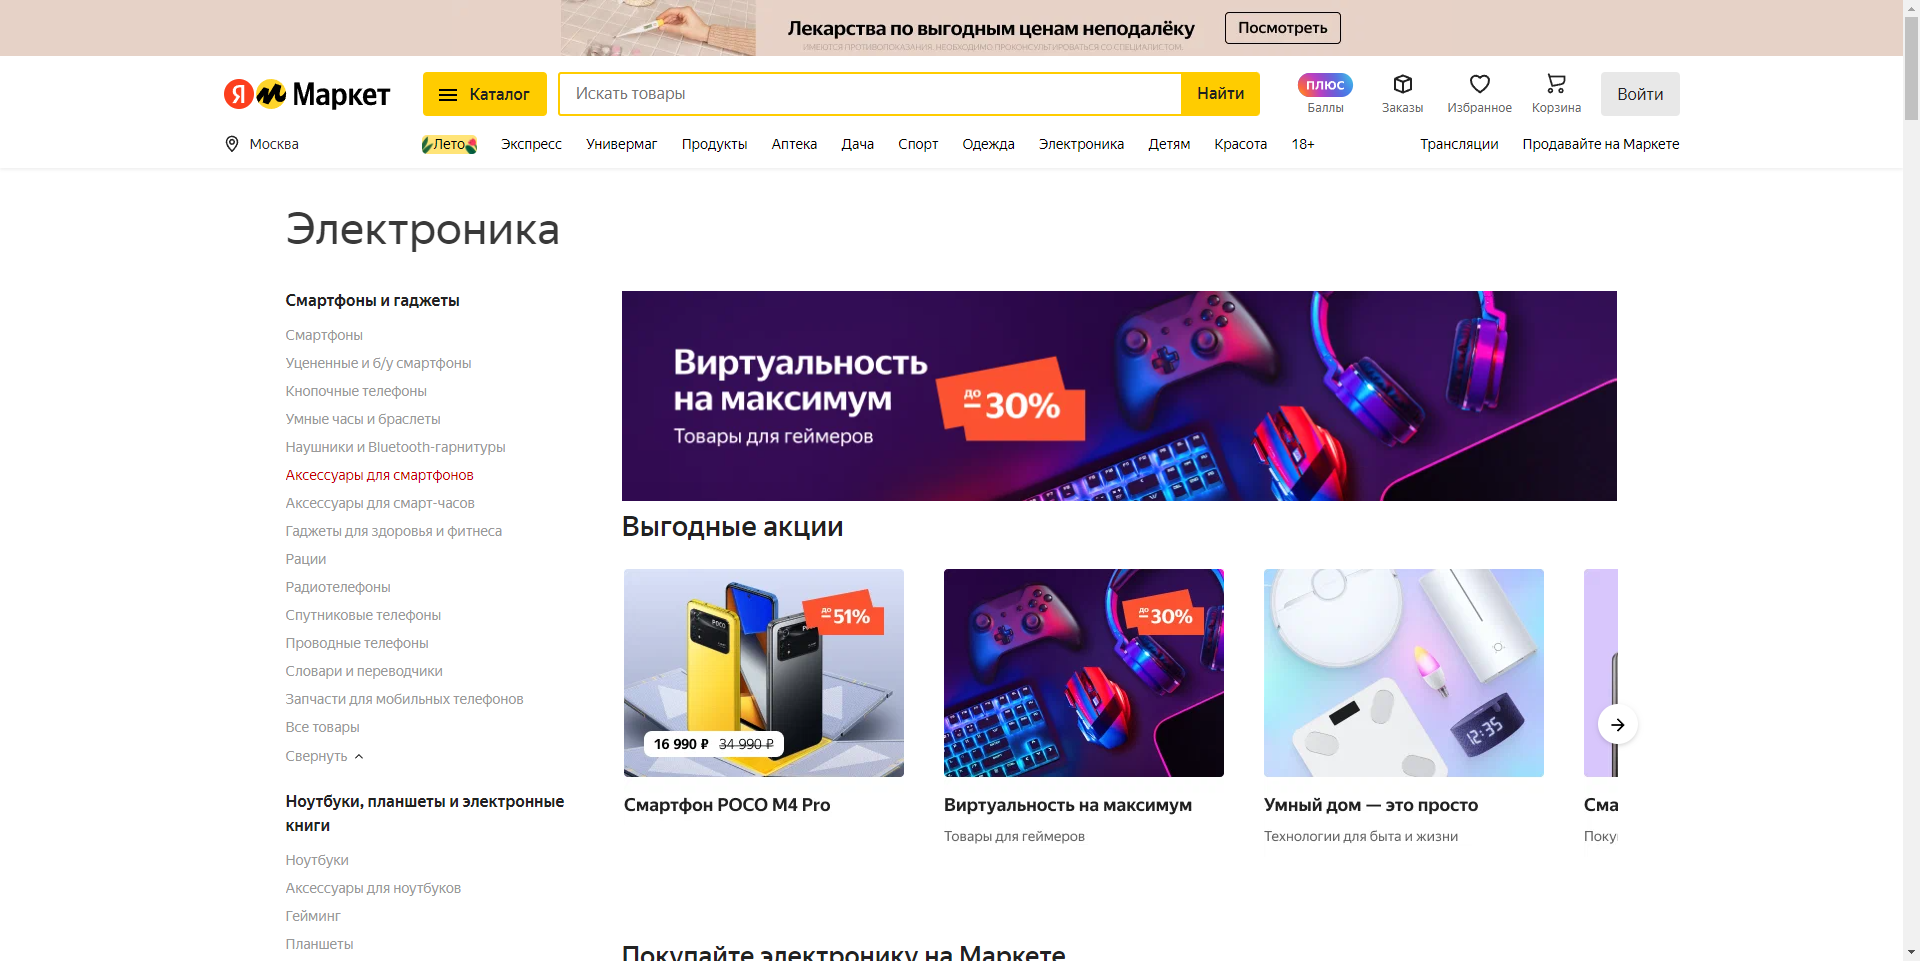 Лекарства по выгодным ценам неподалёку
ИМЕЮТСЯ ПРОТИВОПОКАЗАНИЯ. НЕОБХОДИМО ПРОКОНСУЛЬТИРОВАТЬСЯ СО СПЕЦИАЛИСТОМ.
Посмотреть
Я Маркет
Каталог
Искать товары
Найти
плюс
Баллы
Заказы
Избранное
Корзина
Войти
Москва
Лето
Экспресс
Универмаг
Продукты
Аптека
Дача
Спорт
Одежда
Электроника
Детям
Красота
18+
Трансляции
Продавайте на Маркете
Электроника
Смартфоны и гаджеты
Смартфоны
Уцененные и б/у смартфоны
Кнопочные телефоны
Умные часы и браслеты
Наушники и Bluetooth-гарнитуры
Аксессуары для смартфонов
Аксессуары для смарт-часов
Гаджеты для здоровья и фитнеса
Рации
Радиотелефоны
Спутниковые телефоны
Проводные телефоны
Словари и переводчики
Запчасти для мобильных телефонов
Все товары
Свернуть
Ноутбуки, планшеты и электронные
книги
Ноутбуки
Аксессуары для ноутбуков
Гейминг
Планшеты
Виртуальность
на максимум
Товары для геймеров
до
–30%
Выгодные акции
POCO
до
–51%
16 990 ₽ 34 990 ₽
Смартфон POCO M4 Pro
до
–30%
Виртуальность на максимум
Товары для геймеров
12:35
Умный дом — это просто
Технологии для быта и жизни
Сма
Поку
Покупайте электронику на Маркете